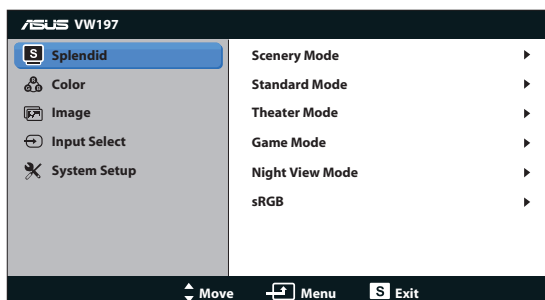 ASUS VW197
S Splendid
Color
Image
Input Select
System Setup
Scenery Mode
Standard Mode
Theater Mode
Game Mode
Night View Mode
sRGB
Move Menu S Exit